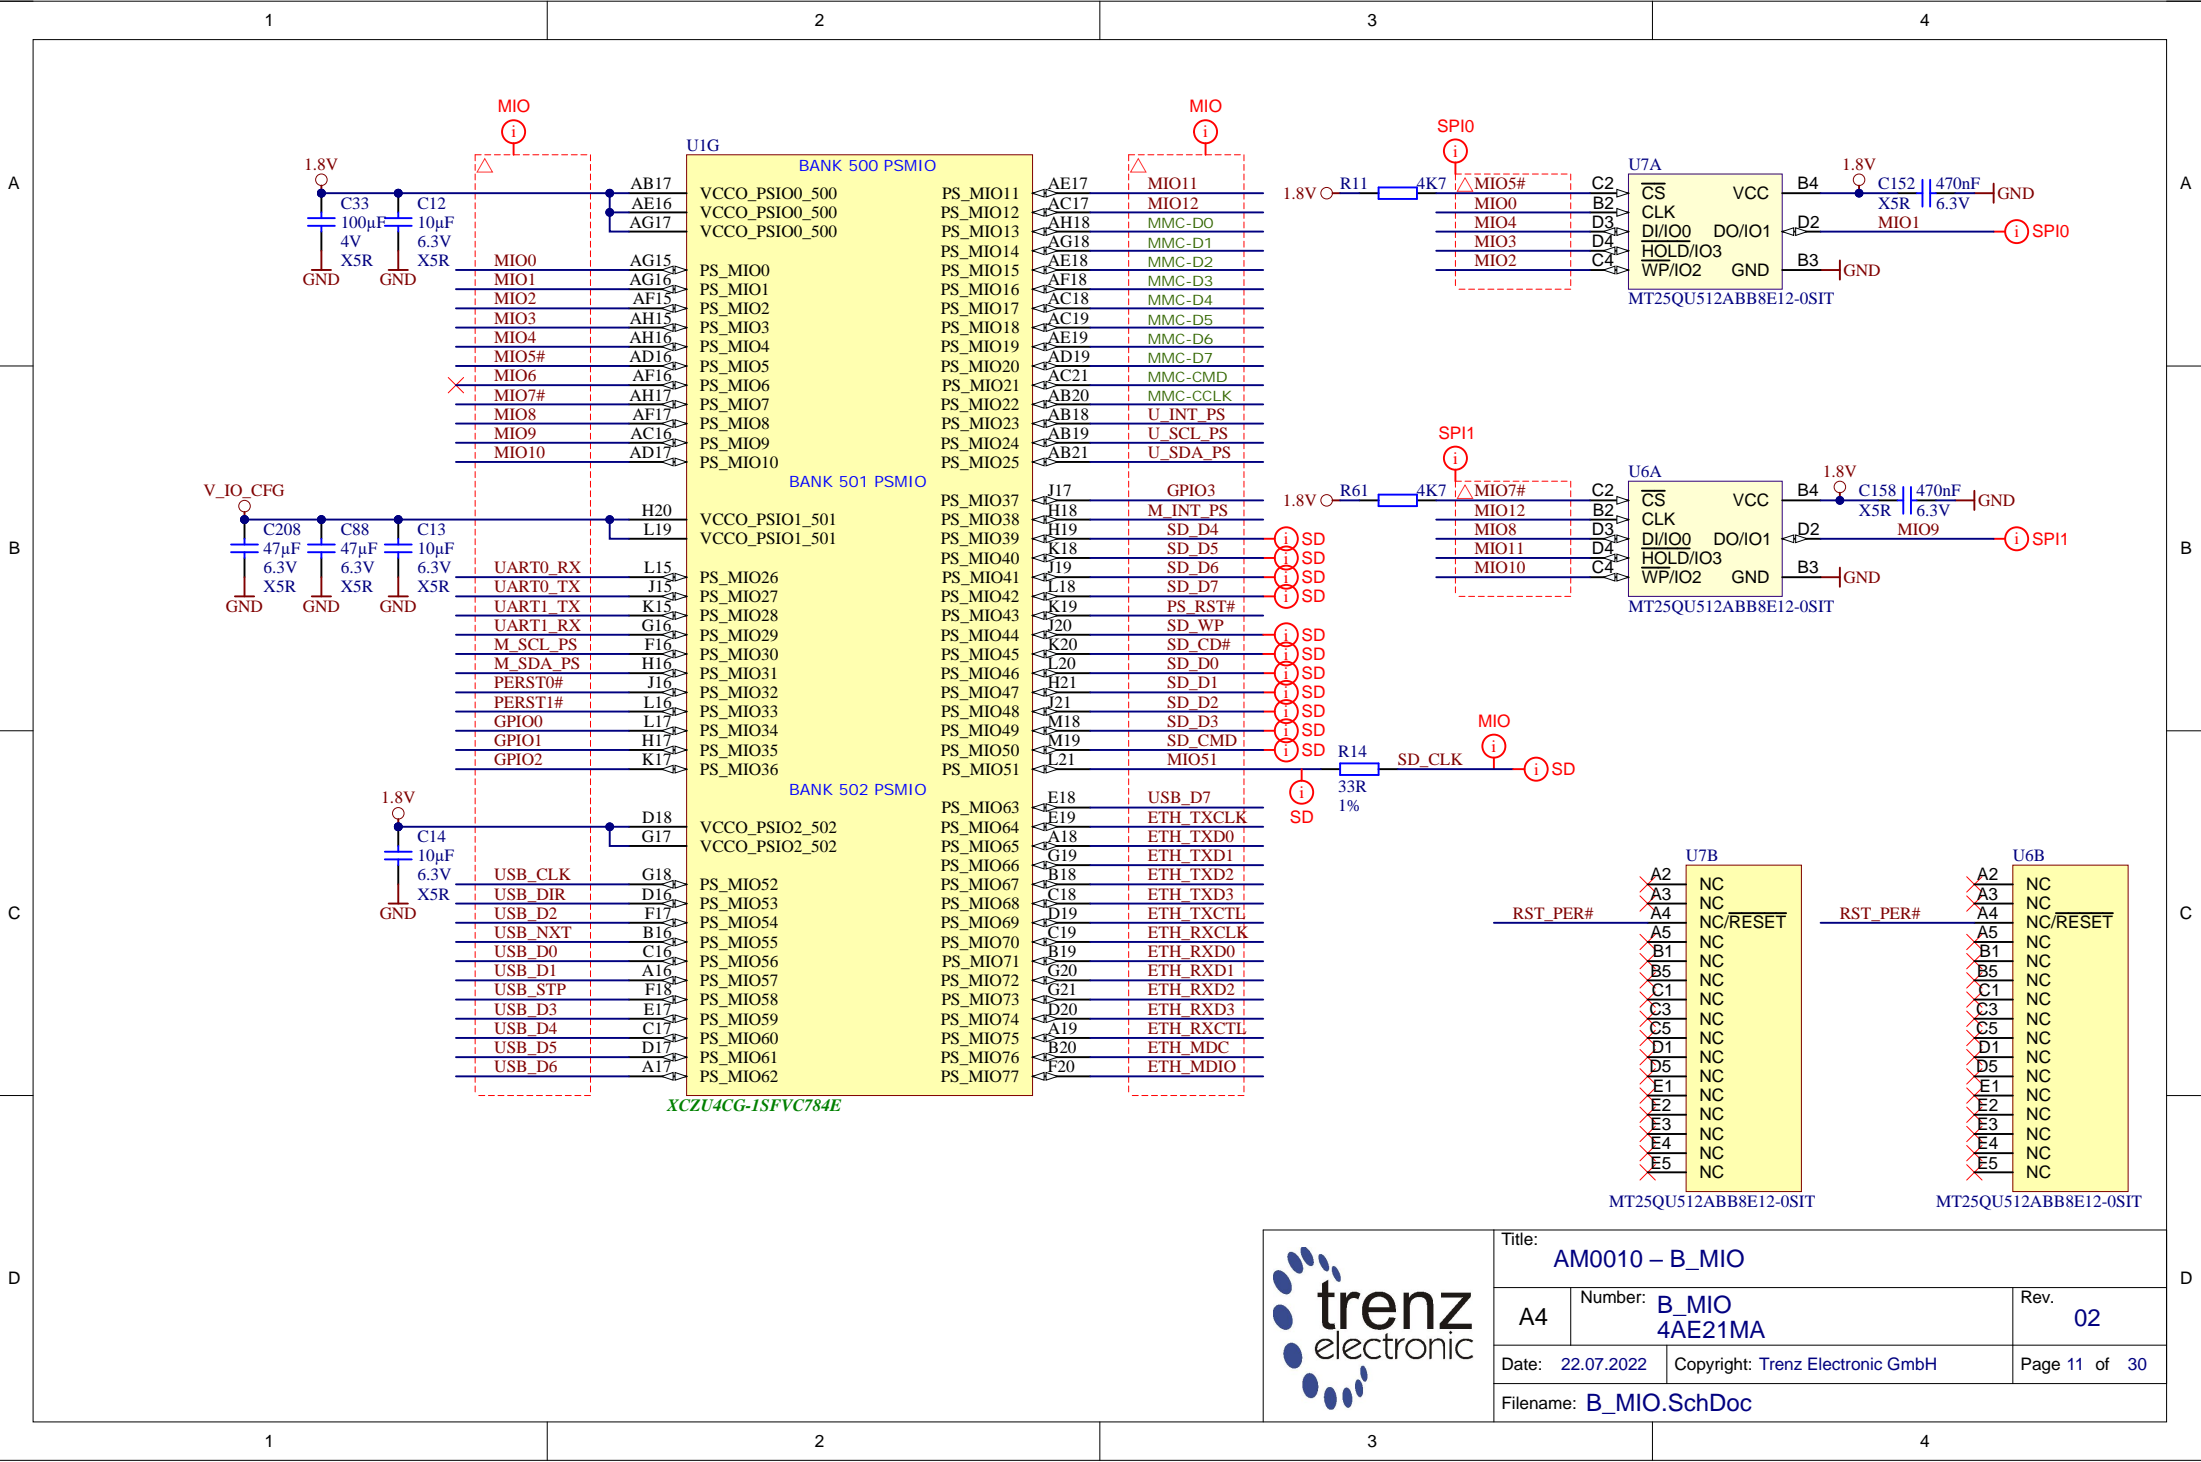 1 2 3 4
A A
B B
C C
D D
MIO
MIO
U1G
BANK 500 PSMIO
1.8V
C33
100µF
4V
X5R
GND
C12
10µF
6.3V
X5R
GND
AB17 VCCO_PSIO0_500
AE16 VCCO_PSIO0_500
AG17 VCCO_PSIO0_500
MIO0 AG15 PS_MIO0
MIO1 AG16 PS_MIO1
MIO2 AF15 PS_MIO2
MIO3 AH15 PS_MIO3
MIO4 AH16 PS_MIO4
MIO5# AD16 PS_MIO5
MIO6 AF16 PS_MIO6
MIO7# AH17 PS_MIO7
MIO8 AF17 PS_MIO8
MIO9 AC16 PS_MIO9
MIO10 AD17 PS_MIO10
PS_MIO11 AE17 MIO11
PS_MIO12 AC17 MIO12
PS_MIO13 AH18 MMC-D0
PS_MIO14 AG18 MMC-D1
PS_MIO15 AE18 MMC-D2
PS_MIO16 AF18 MMC-D3
PS_MIO17 AC18 MMC-D4
PS_MIO18 AC19 MMC-D5
PS_MIO19 AE19 MMC-D6
PS_MIO20 AD19 MMC-D7
PS_MIO21 AC21 MMC-CMD
PS_MIO22 AB20 MMC-CCLK
PS_MIO23 AB18 U_INT_PS
PS_MIO24 AB19 U_SCL_PS
PS_MIO25 AB21 U_SDA_PS
BANK 501 PSMIO
V_IO_CFG
C208
47µF
6.3V
X5R
GND
C88
47µF
6.3V
X5R
GND
C13
10µF
6.3V
X5R
GND
H20 VCCO_PSIO1_501
L19 VCCO_PSIO1_501
UART0_RX L15 PS_MIO26
UART0_TX J15 PS_MIO27
UART1_TX K15 PS_MIO28
UART1_RX G16 PS_MIO29
M_SCL_PS F16 PS_MIO30
M_SDA_PS H16 PS_MIO31
PERST0# J16 PS_MIO32
PERST1# L16 PS_MIO33
GPIO0 L17 PS_MIO34
GPIO1 H17 PS_MIO35
GPIO2 K17 PS_MIO36
PS_MIO37 J17 GPIO3
PS_MIO38 H18 M_INT_PS
PS_MIO39 H19 SD_D4 i SD
PS_MIO40 K18 SD_D5 i SD
PS_MIO41 J19 SD_D6 i SD
PS_MIO42 L18 SD_D7 i SD
PS_MIO43 K19 PS_RST#
PS_MIO44 J20 SD_WP i SD
PS_MIO45 K20 SD_CD# i SD
PS_MIO46 L20 SD_D0 i SD
PS_MIO47 H21 SD_D1 i SD
PS_MIO48 J21 SD_D2 i SD
PS_MIO49 M18 SD_D3 i SD
PS_MIO50 M19 SD_CMD i SD
PS_MIO51 L21 MIO51
i SD
R14
33R
1%
SD_CLK
MIO i
i SD
BANK 502 PSMIO
1.8V
C14
10µF
6.3V
X5R
GND
D18 VCCO_PSIO2_502
G17 VCCO_PSIO2_502
USB_CLK G18 PS_MIO52
USB_DIR D16 PS_MIO53
USB_D2 F17 PS_MIO54
USB_NXT B16 PS_MIO55
USB_D0 C16 PS_MIO56
USB_D1 A16 PS_MIO57
USB_STP F18 PS_MIO58
USB_D3 E17 PS_MIO59
USB_D4 C17 PS_MIO60
USB_D5 D17 PS_MIO61
USB_D6 A17 PS_MIO62
PS_MIO63 E18 USB_D7
PS_MIO64 E19 ETH_TXCLK
PS_MIO65 A18 ETH_TXD0
PS_MIO66 G19 ETH_TXD1
PS_MIO67 B18 ETH_TXD2
PS_MIO68 C18 ETH_TXD3
PS_MIO69 D19 ETH_TXCTL
PS_MIO70 C19 ETH_RXCLK
PS_MIO71 B19 ETH_RXD0
PS_MIO72 G20 ETH_RXD1
PS_MIO73 G21 ETH_RXD2
PS_MIO74 D20 ETH_RXD3
PS_MIO75 A19 ETH_RXCTL
PS_MIO76 B20 ETH_MDC
PS_MIO77 F20 ETH_MDIO
XCZU4CG-1SFVC784E
SPI0
i
U7A
1.8V R11 4K7 MIO5# C2 CS
MIO0 B2 CLK
MIO4 D3 DI/IO0
MIO3 D4 HOLD/IO3
MIO2 C4 WP/IO2
VCC B4 1.8V C152 470nF X5R 6.3V GND
DO/IO1 D2 MIO1 i SPI0
GND B3 GND
MT25QU512ABB8E12-0SIT
SPI1
i
U6A
1.8V R61 4K7 MIO7# C2 CS
MIO12 B2 CLK
MIO8 D3 DI/IO0
MIO11 D4 HOLD/IO3
MIO10 C4 WP/IO2
VCC B4 1.8V C158 470nF X5R 6.3V GND
DO/IO1 D2 MIO9 i SPI1
GND B3 GND
MT25QU512ABB8E12-0SIT
U7B
A2 NC
A3 NC
RST_PER# A4 NC/RESET
A5 NC
B1 NC
B5 NC
C1 NC
C3 NC
C5 NC
D1 NC
D5 NC
E1 NC
E2 NC
E3 NC
E4 NC
E5 NC
MT25QU512ABB8E12-0SIT
U6B
A2 NC
A3 NC
RST_PER# A4 NC/RESET
A5 NC
B1 NC
B5 NC
C1 NC
C3 NC
C5 NC
D1 NC
D5 NC
E1 NC
E2 NC
E3 NC
E4 NC
E5 NC
MT25QU512ABB8E12-0SIT
trenz
electronic
Title:
AM0010 – B_MIO
A4
Number: B_MIO
4AE21MA
Rev.
02
Date: 22.07.2022
Copyright: Trenz Electronic GmbH
Page 11 of 30
Filename: B_MIO.SchDoc
1 2 3 4